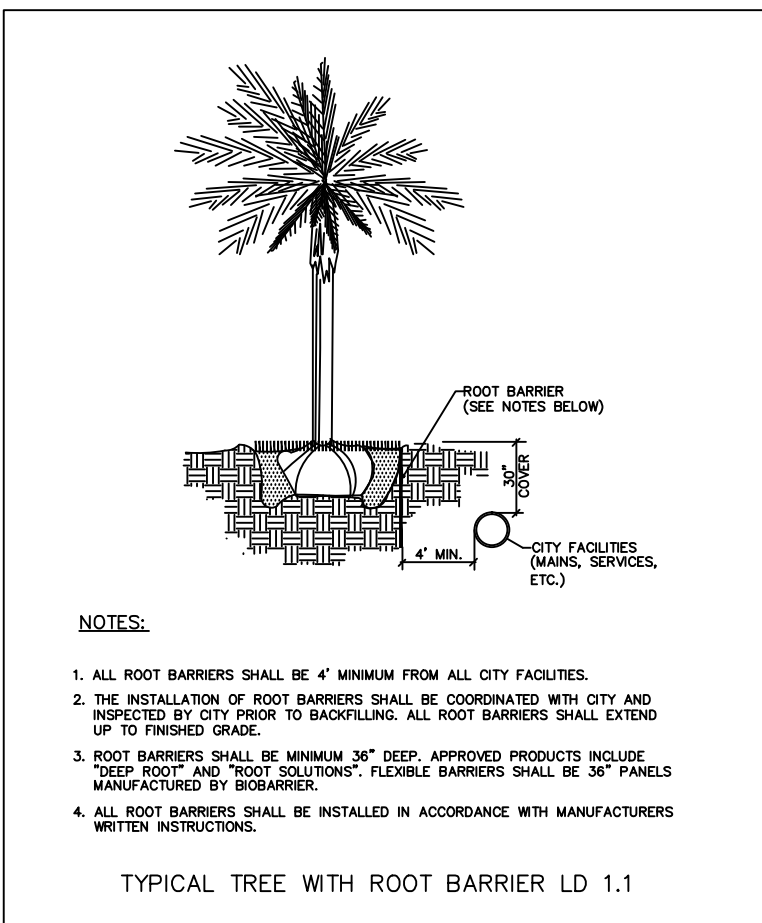 ROOT BARRIER
(SEE NOTES BELOW)
30"
COVER
4' MIN.
CITY FACILITIES
(MAINS, SERVICES,
ETC.)
NOTES:
1. ALL ROOT BARRIERS SHALL BE 4' MINIMUM FROM ALL CITY FACILITIES.
2. THE INSTALLATION OF ROOT BARRIERS SHALL BE COORDINATED WITH CITY AND
INSPECTED BY CITY PRIOR TO BACKFILLING. ALL ROOT BARRIERS SHALL EXTEND
UP TO FINISHED GRADE.
3. ROOT BARRIERS SHALL BE MINIMUM 36" DEEP. APPROVED PRODUCTS INCLUDE
"DEEP ROOT" AND "ROOT SOLUTIONS". FLEXIBLE BARRIERS SHALL BE 36" PANELS
MANUFACTURED BY BIOBARRIER.
4. ALL ROOT BARRIERS SHALL BE INSTALLED IN ACCORDANCE WITH MANUFACTURERS
WRITTEN INSTRUCTIONS.
TYPICAL TREE WITH ROOT BARRIER LD 1.1